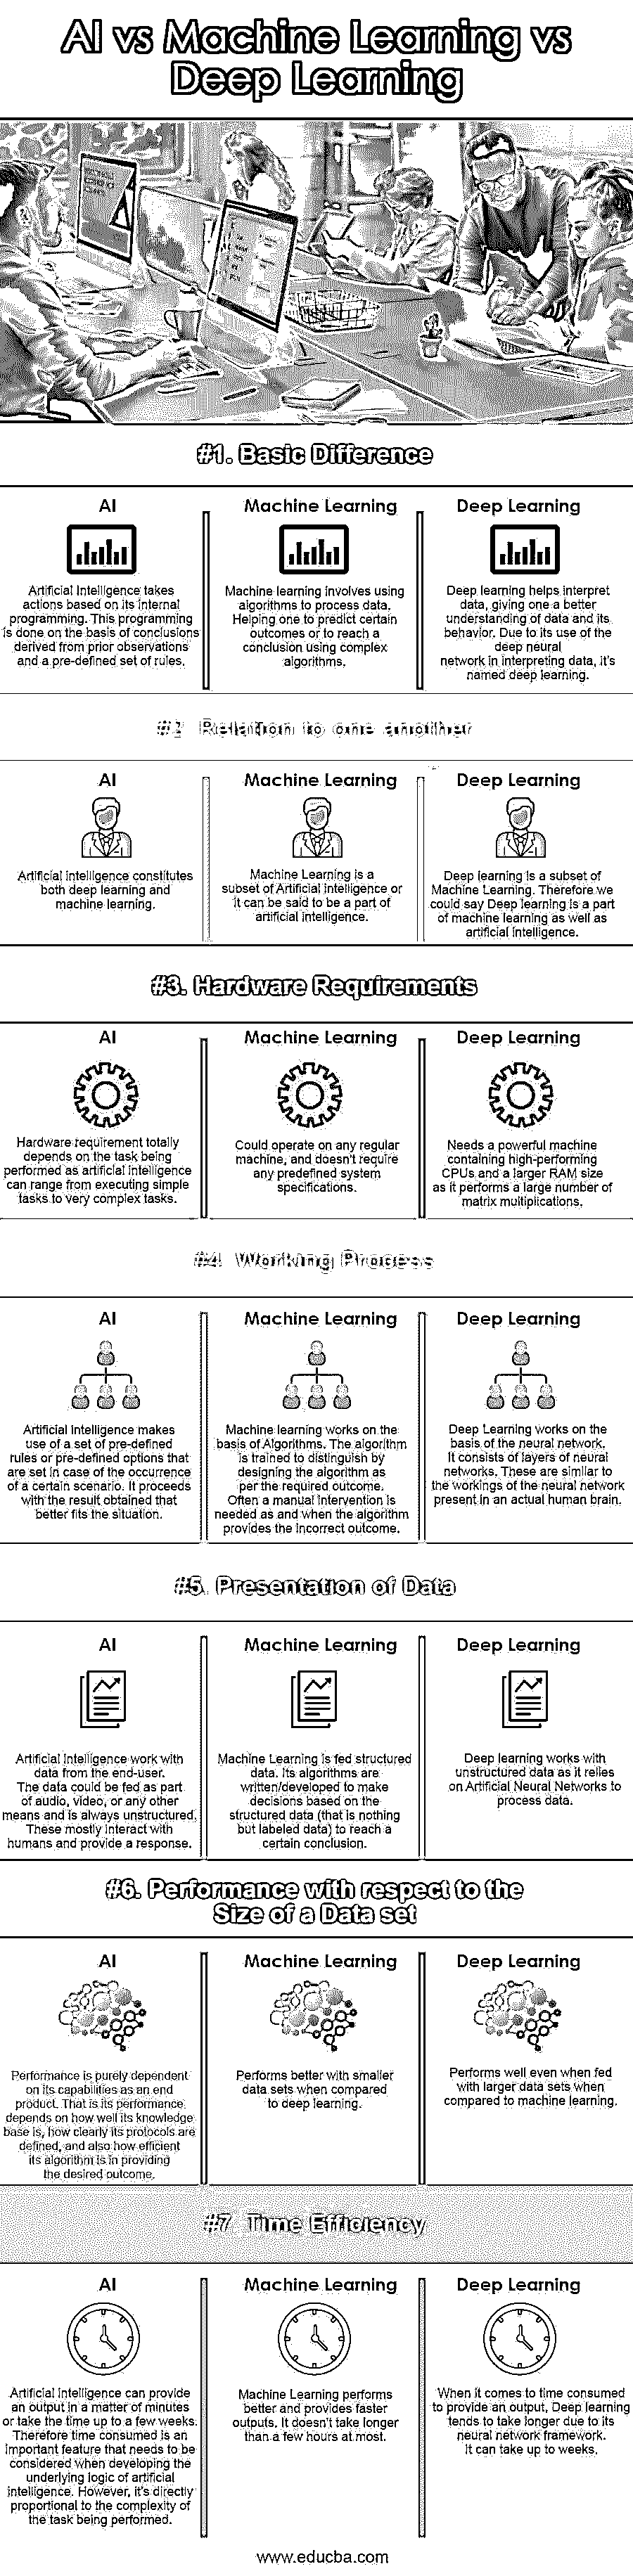 AI vs Machine Learning vs
Deep Learning
#1. Basic Difference
AI
Artificial Intelligence takes
actions based on its internal
programming. This programming
is done on the basis of conclusions
derived from prior observations
and a pre-defined set of rules.
Machine Learning
Machine learning involves using
algorithms to process data.
Helping one to predict certain
outcomes or to reach a
conclusion using complex
algorithms.
Deep Learning
Deep learning helps interpret
data, giving one a better
understanding of data and its
behavior. Due to its use of the
deep neural
network in interpreting data, it's
named deep learning.
#2. Relation to one another
AI
Artificial Intelligence constitutes
both deep learning and
machine learning.
Machine Learning
Machine Learning is a
subset of Artificial intelligence or
it can be said to be a part of
artificial intelligence.
Deep Learning
Deep learning is a subset of
Machine Learning. Therefore we
could say Deep learning is a part
of machine learning as well as
artificial intelligence.
#3. Hardware Requirements
AI
Hardware requirement totally
depends on the task being
performed as artificial intelligence
can range from executing simple
tasks to very complex tasks.
Machine Learning
Could operate on any regular
machine, and doesn't require
any predefined system
specifications.
Deep Learning
Needs a powerful machine
containing high-performing
CPUs and a larger RAM size
as it performs a large number of
matrix multiplications.
#4. Working Process
AI
Artificial Intelligence makes
use of a set of pre-defined
rules or pre-defined options that
are set in case of the occurrence
of a certain scenario. It proceeds
with the result obtained that
better fits the situation.
Machine Learning
Machine learning works on the
basis of Algorithms. The algorithm
is trained to distinguish by
designing the algorithm as
per the required outcome.
Often a manual intervention is
needed as and when the algorithm
provides the incorrect outcome.
Deep Learning
Deep Learning works on the
basis of the neural network.
It consists of layers of neural
networks. These are similar to
the workings of the neural network
present in an actual human brain.
#5. Presentation of Data
AI
Artificial Intelligence work with
data from the end-user.
The data could be fed as part
of audio, video, or any other
means and is always unstructured.
These mostly interact with
humans and provide a response.
Machine Learning
Machine Learning is fed structured
data. Its algorithms are
written/developed to make
decisions based on the
structured data (that is nothing
but labeled data) to reach a
certain conclusion.
Deep Learning
Deep learning works with
unstructured data as it relies
on Artificial Neural Networks to
process data.
#6. Performance with respect to the
Size of a Data set
AI
Performance is purely dependent
on its capabilities as an end
product. That is its performance
depends on how well its knowledge
base is, how clearly its protocols are
defined, and also how efficient
its algorithm is in providing
the desired outcome.
Machine Learning
Performs better with smaller
data sets when compared
to deep learning.
Deep Learning
Performs well even when fed
with larger data sets when
compared to machine learning.
#7. Time Efficiency
AI
Artificial Intelligence can provide
an output in a matter of minutes
or take the time up to a few weeks.
Therefore time consumed is an
important feature that needs to be
considered when developing the
underlying logic of artificial
intelligence. However, it's directly
proportional to the complexity of
the task being performed.
Machine Learning
Machine Learning performs
better and provides faster
outputs. It doesn't take longer
than a few hours at most.
Deep Learning
When it comes to time consumed
to provide an output, Deep learning
tends to take longer due to its
neural network framework.
It can take up to weeks.
www.educba.com